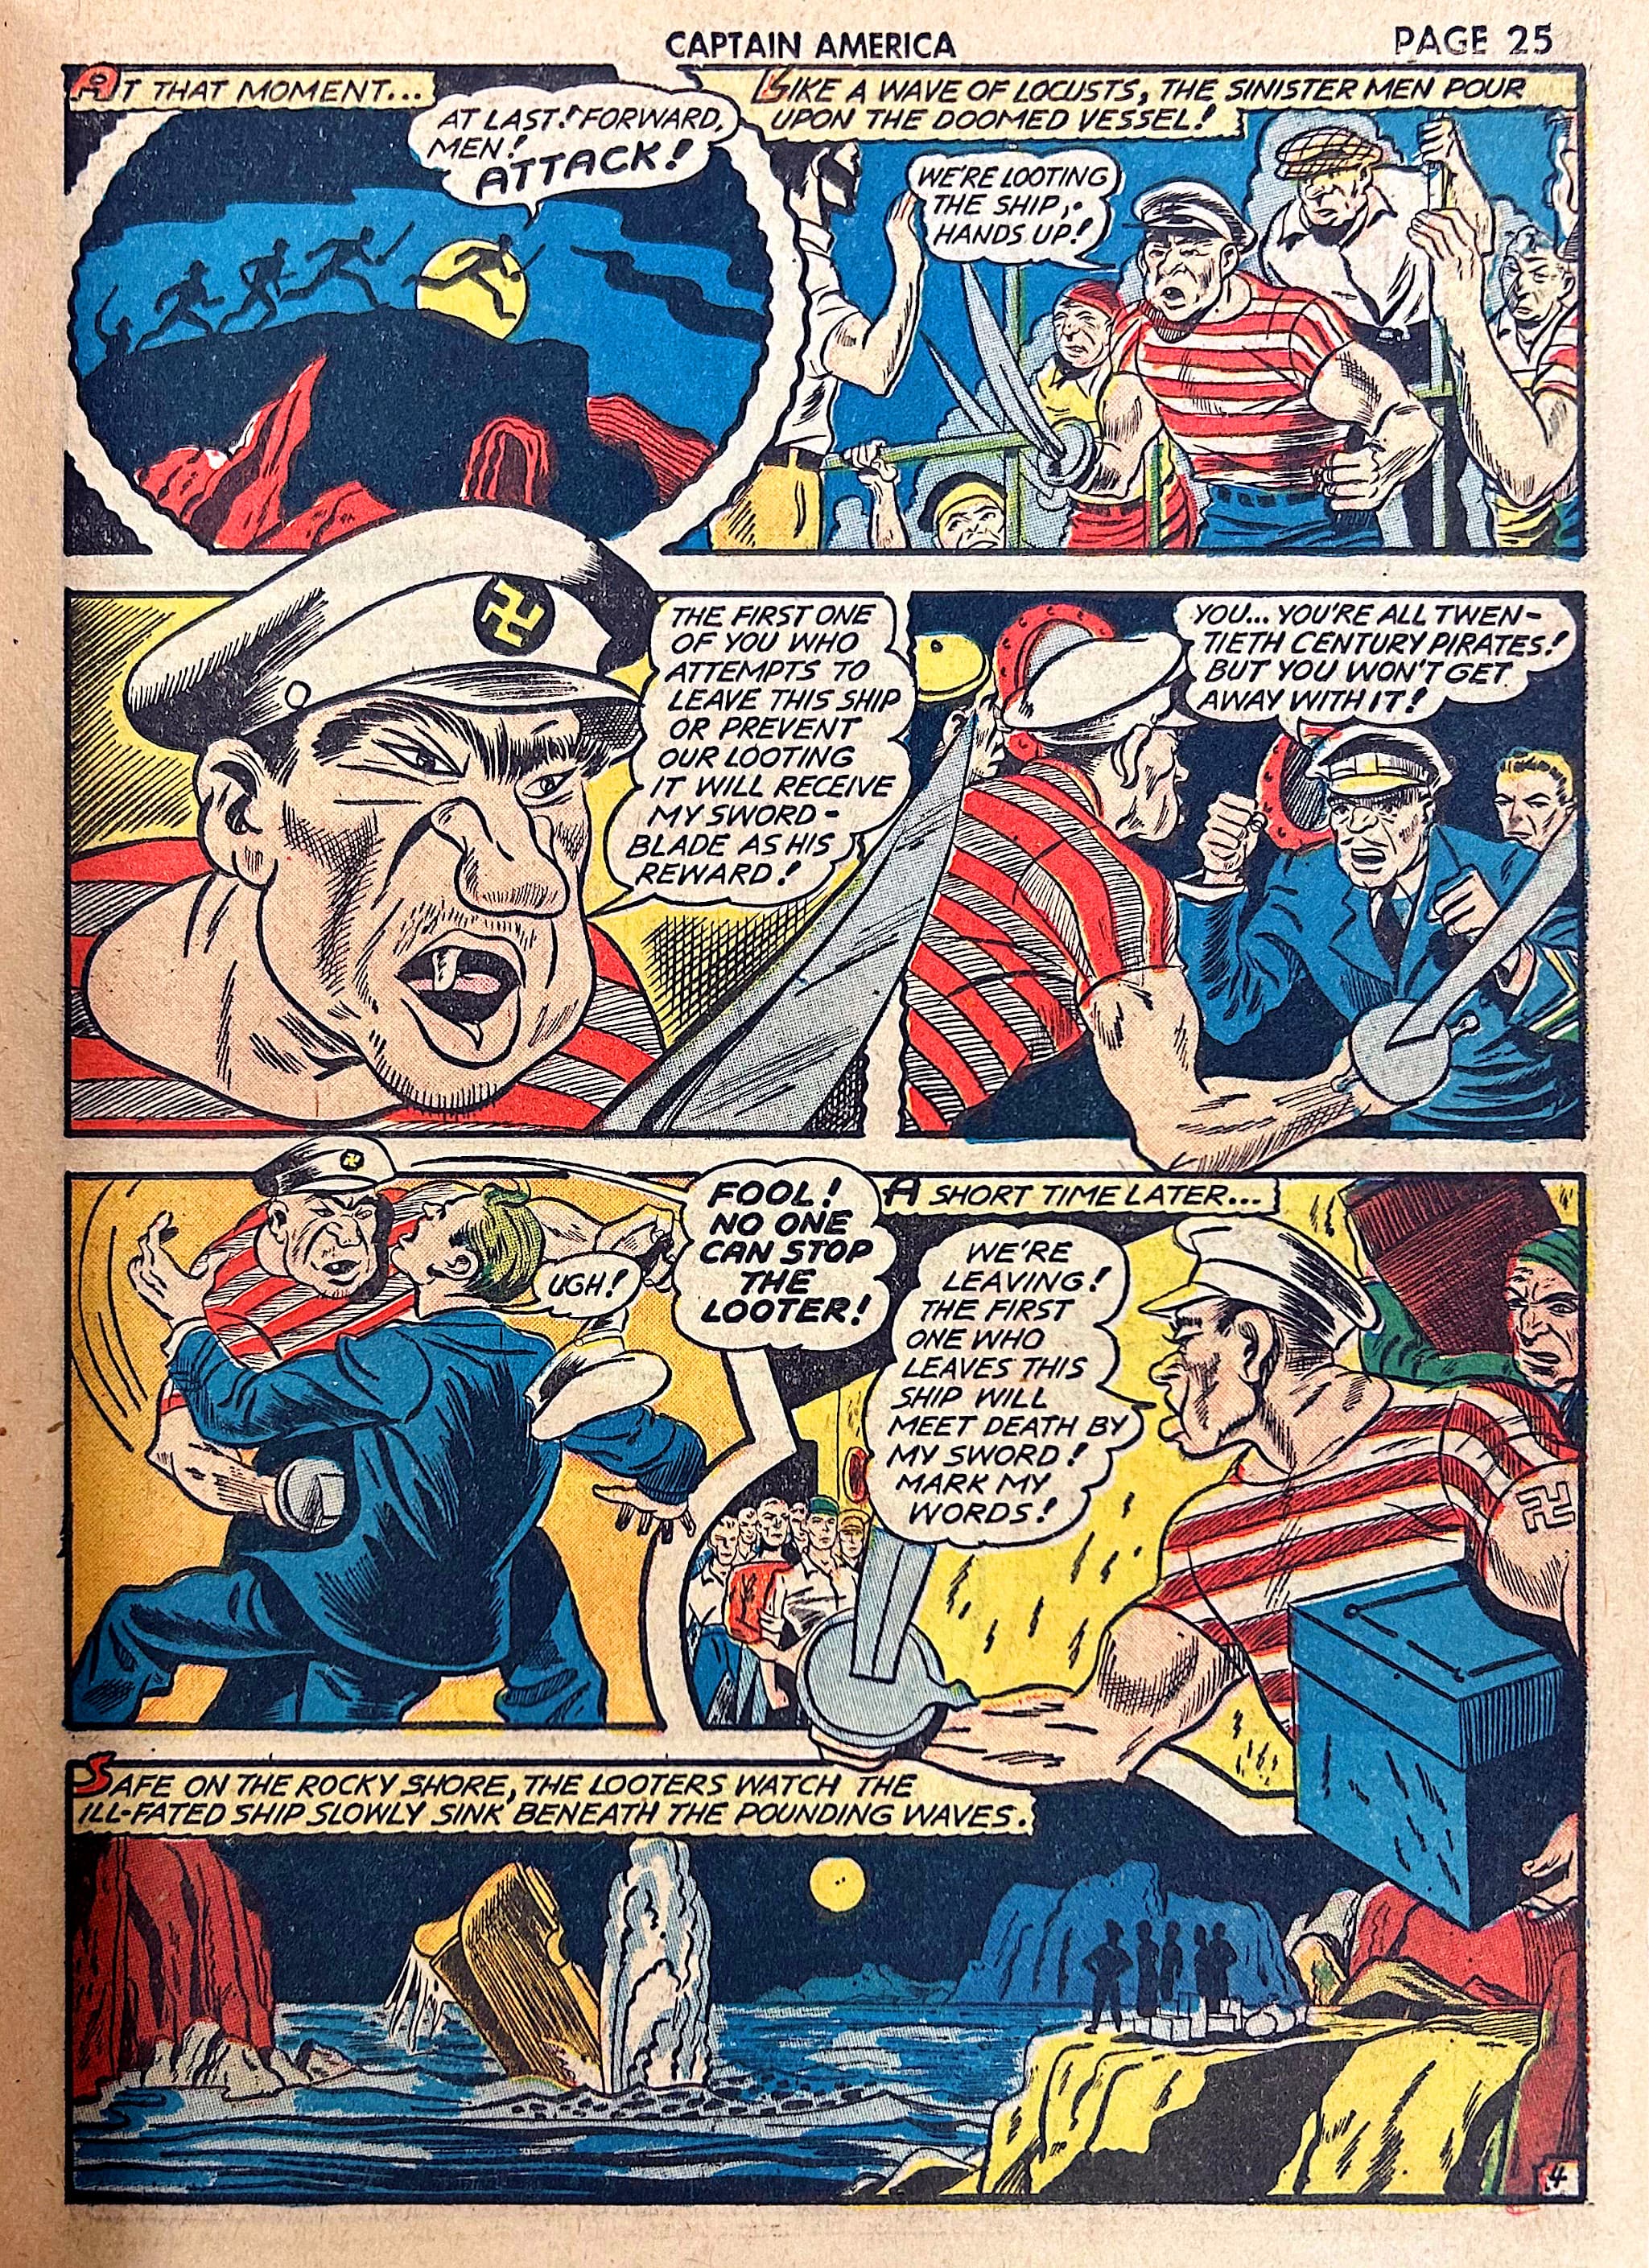 CAPTAIN AMERICA
PAGE 25
AT THAT MOMENT...
AT LAST! FORWARD,
MEN!
ATTACK!
LIKE A WAVE OF LOCUSTS, THE SINISTER MEN POUR
UPON THE DOOMED VESSEL!
WE'RE LOOTING
THE SHIP,
HANDS UP!
THE FIRST ONE
OF YOU WHO
ATTEMPTS TO
LEAVE THIS SHIP
OR PREVENT
OUR LOOTING
IT WILL RECEIVE
MY SWORD-
BLADE AS HIS
REWARD!
YOU... YOU'RE ALL TWEN-
TIETH CENTURY PIRATES!
BUT YOU WON'T GET
AWAY WITH IT!
UGH!
FOOL!
NO ONE
CAN STOP
THE
LOOTER!
A SHORT TIME LATER...
WE'RE
LEAVING!
THE FIRST
ONE WHO
LEAVES THIS
SHIP WILL
MEET DEATH BY
MY SWORD!
MARK MY
WORDS!
SAFE ON THE ROCKY SHORE, THE LOOTERS WATCH THE
ILL-FATED SHIP SLOWLY SINK BENEATH THE POUNDING WAVES.
4